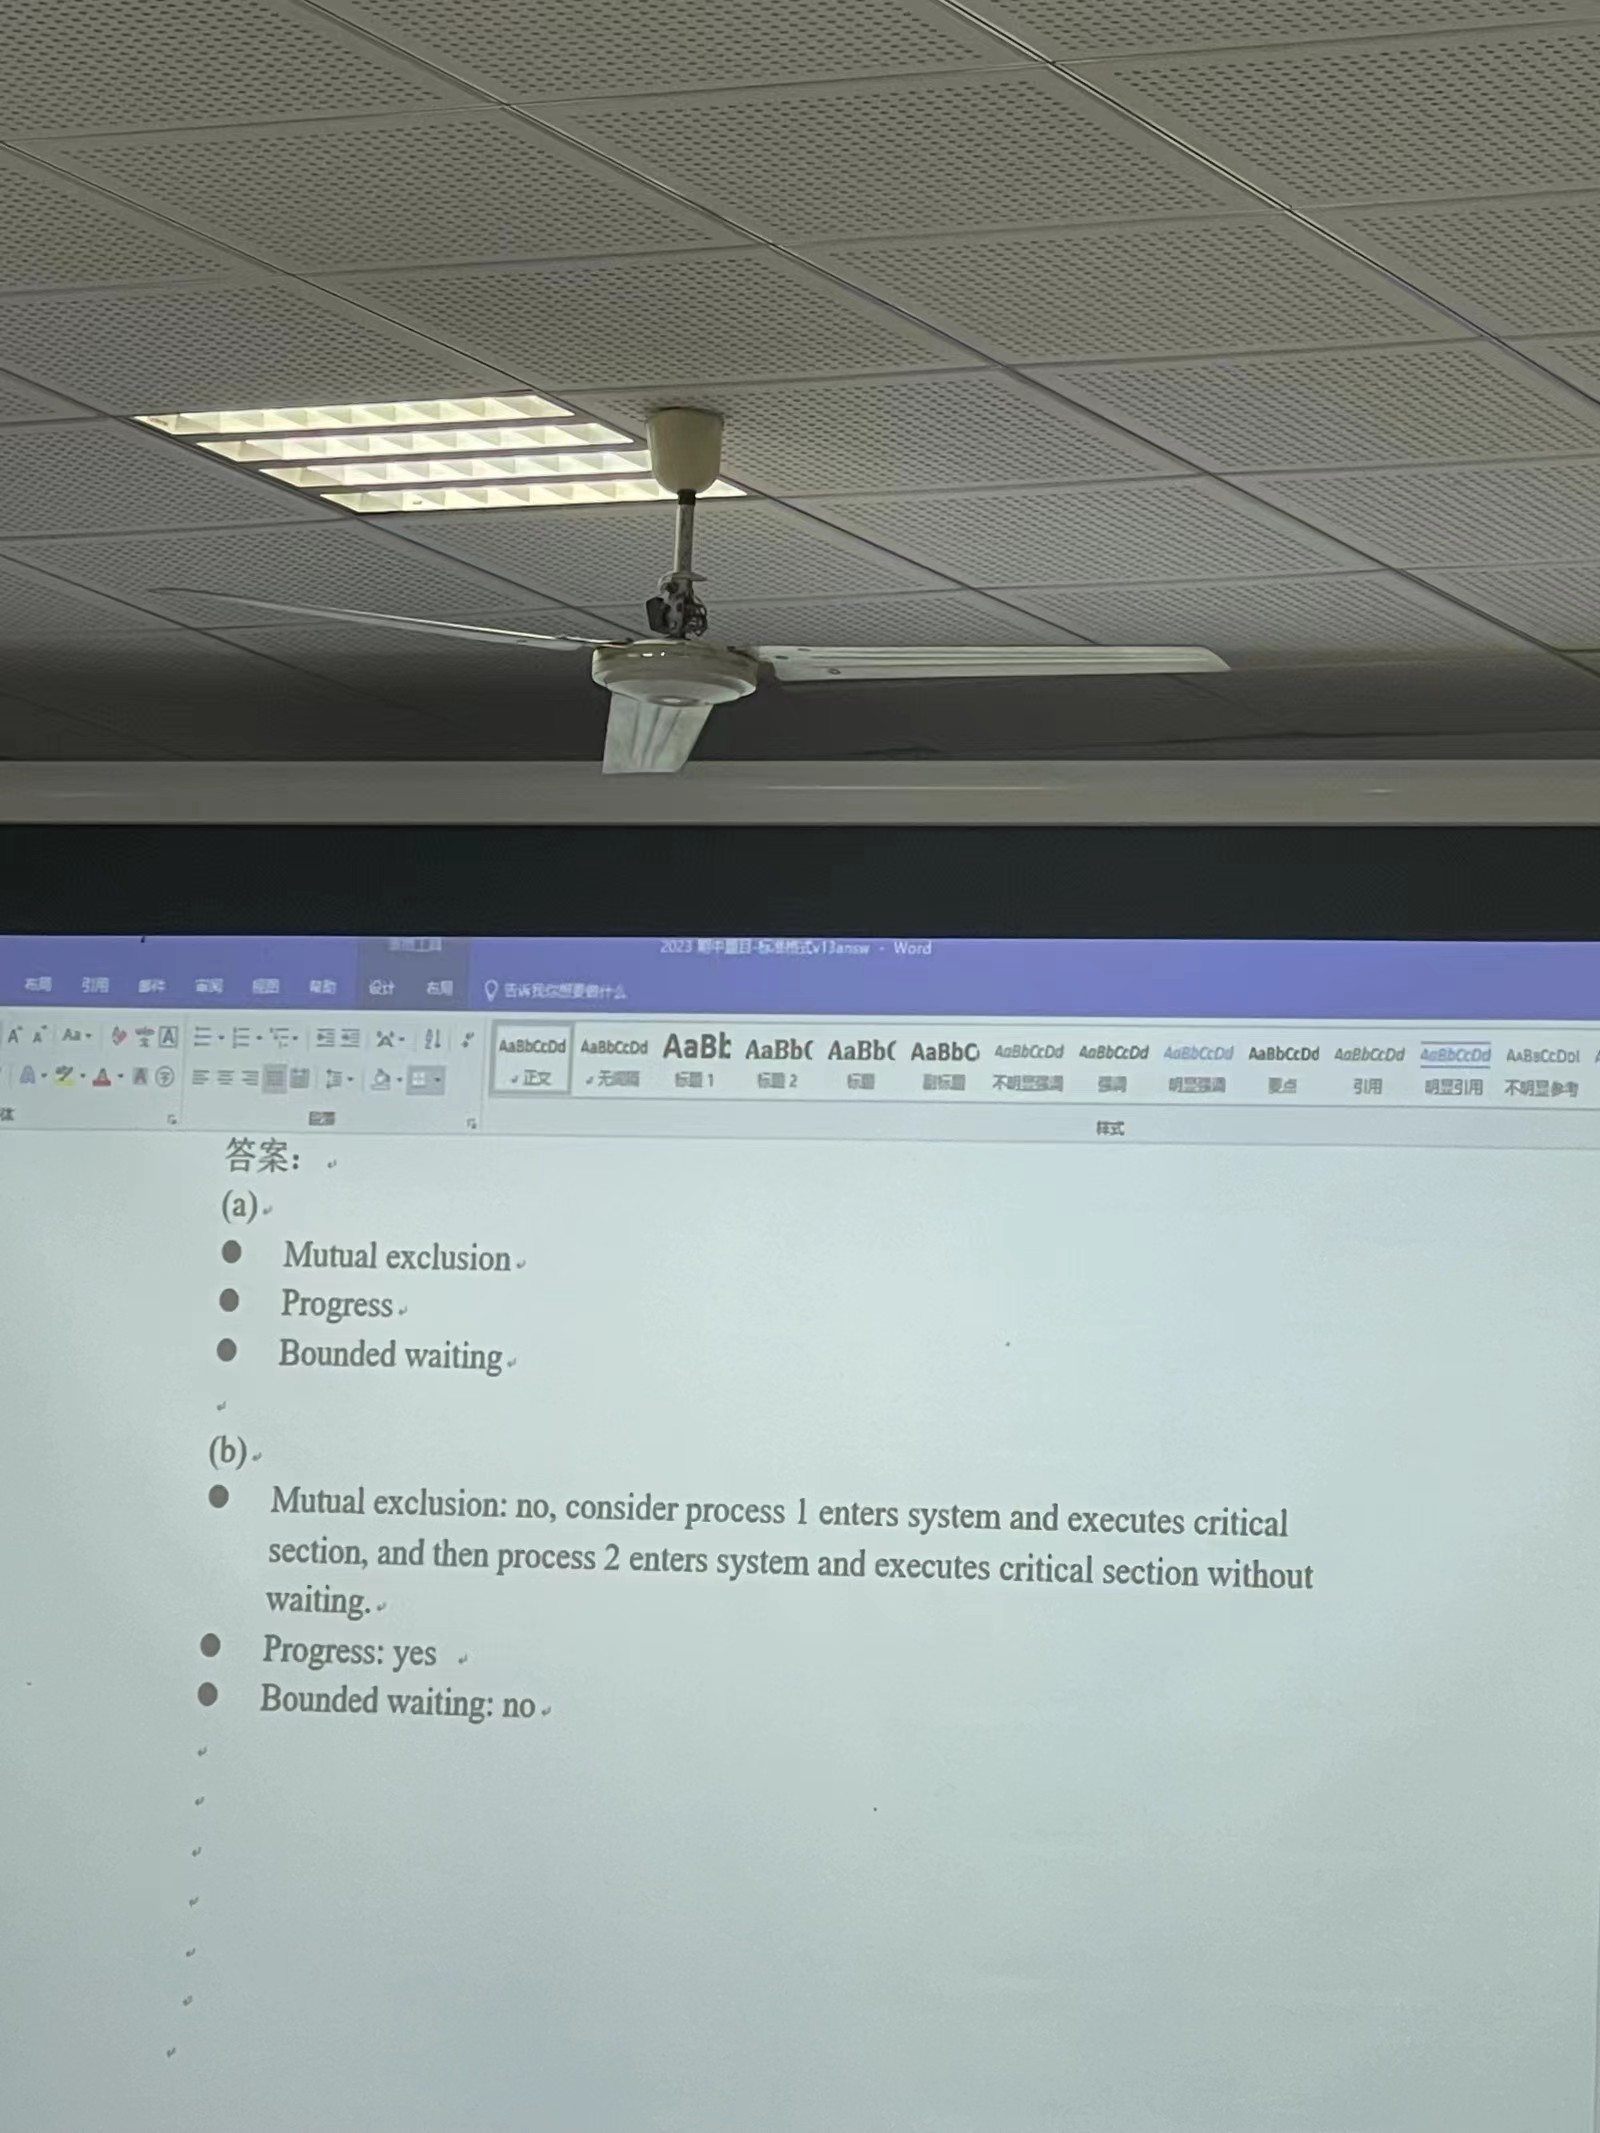 2023 期中题目-标准格式v13answ - Word
布局 引用 邮件 审阅 视图 帮助 设计 布局 告诉我你想要做什么
AaBbCcDd AaBbCcDd AaBb AaBb( AaBb( AaBbC AaBbCcDd AaBbCcDd AaBbCcDd AaBbCcDd AaBbCcDd AaBbCcDd AaBbCcDd
正文 无间隔 标题 1 标题 2 标题 副标题 不明显强调 强调 明显强调 要点 引用 明显引用 不明显参考
体 段落 样式
答案：
(a)
● Mutual exclusion
● Progress
● Bounded waiting
(b)
● Mutual exclusion: no, consider process 1 enters system and executes critical
section, and then process 2 enters system and executes critical section without
waiting.
● Progress: yes
● Bounded waiting: no